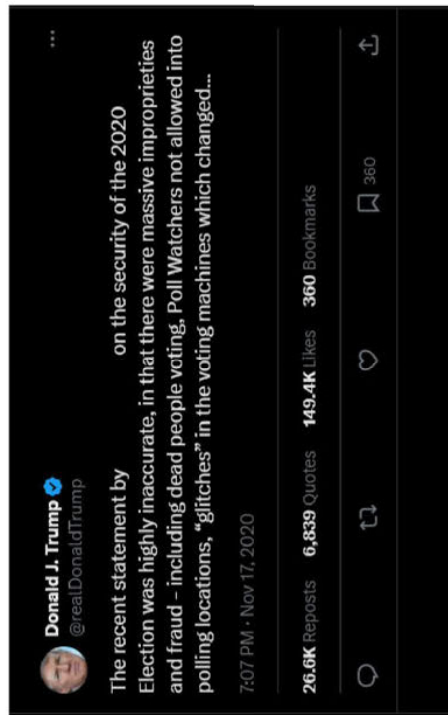 Donald J. Trump
@realDonaldTrump
The recent statement by on the security of the 2020
Election was highly inaccurate, in that there were massive improprieties
and fraud – including dead people voting, Poll Watchers not allowed into
polling locations, “glitches” in the voting machines which changed...
7:07 PM · Nov 17, 2020
26.6K Reposts 6,839 Quotes 149.4K Likes 360 Bookmarks
360